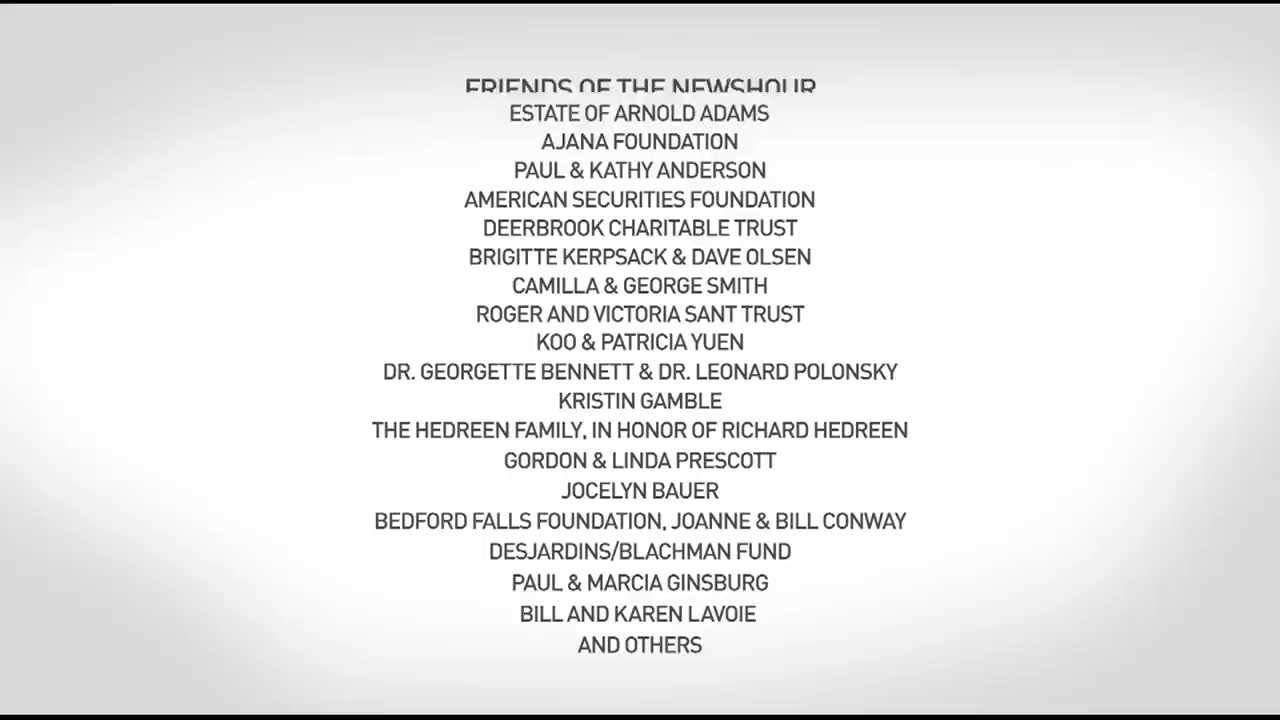 FRIENDS OF THE NEWSHOUR
ESTATE OF ARNOLD ADAMS
AJANA FOUNDATION
PAUL & KATHY ANDERSON
AMERICAN SECURITIES FOUNDATION
DEERBROOK CHARITABLE TRUST
BRIGITTE KERPSACK & DAVE OLSEN
CAMILLA & GEORGE SMITH
ROGER AND VICTORIA SANT TRUST
KOO & PATRICIA YUEN
DR. GEORGETTE BENNETT & DR. LEONARD POLONSKY
KRISTIN GAMBLE
THE HEDREEN FAMILY, IN HONOR OF RICHARD HEDREEN
GORDON & LINDA PRESCOTT
JOCELYN BAUER
BEDFORD FALLS FOUNDATION, JOANNE & BILL CONWAY
DESJARDINS/BLACHMAN FUND
PAUL & MARCIA GINSBURG
BILL AND KAREN LAVOIE
AND OTHERS